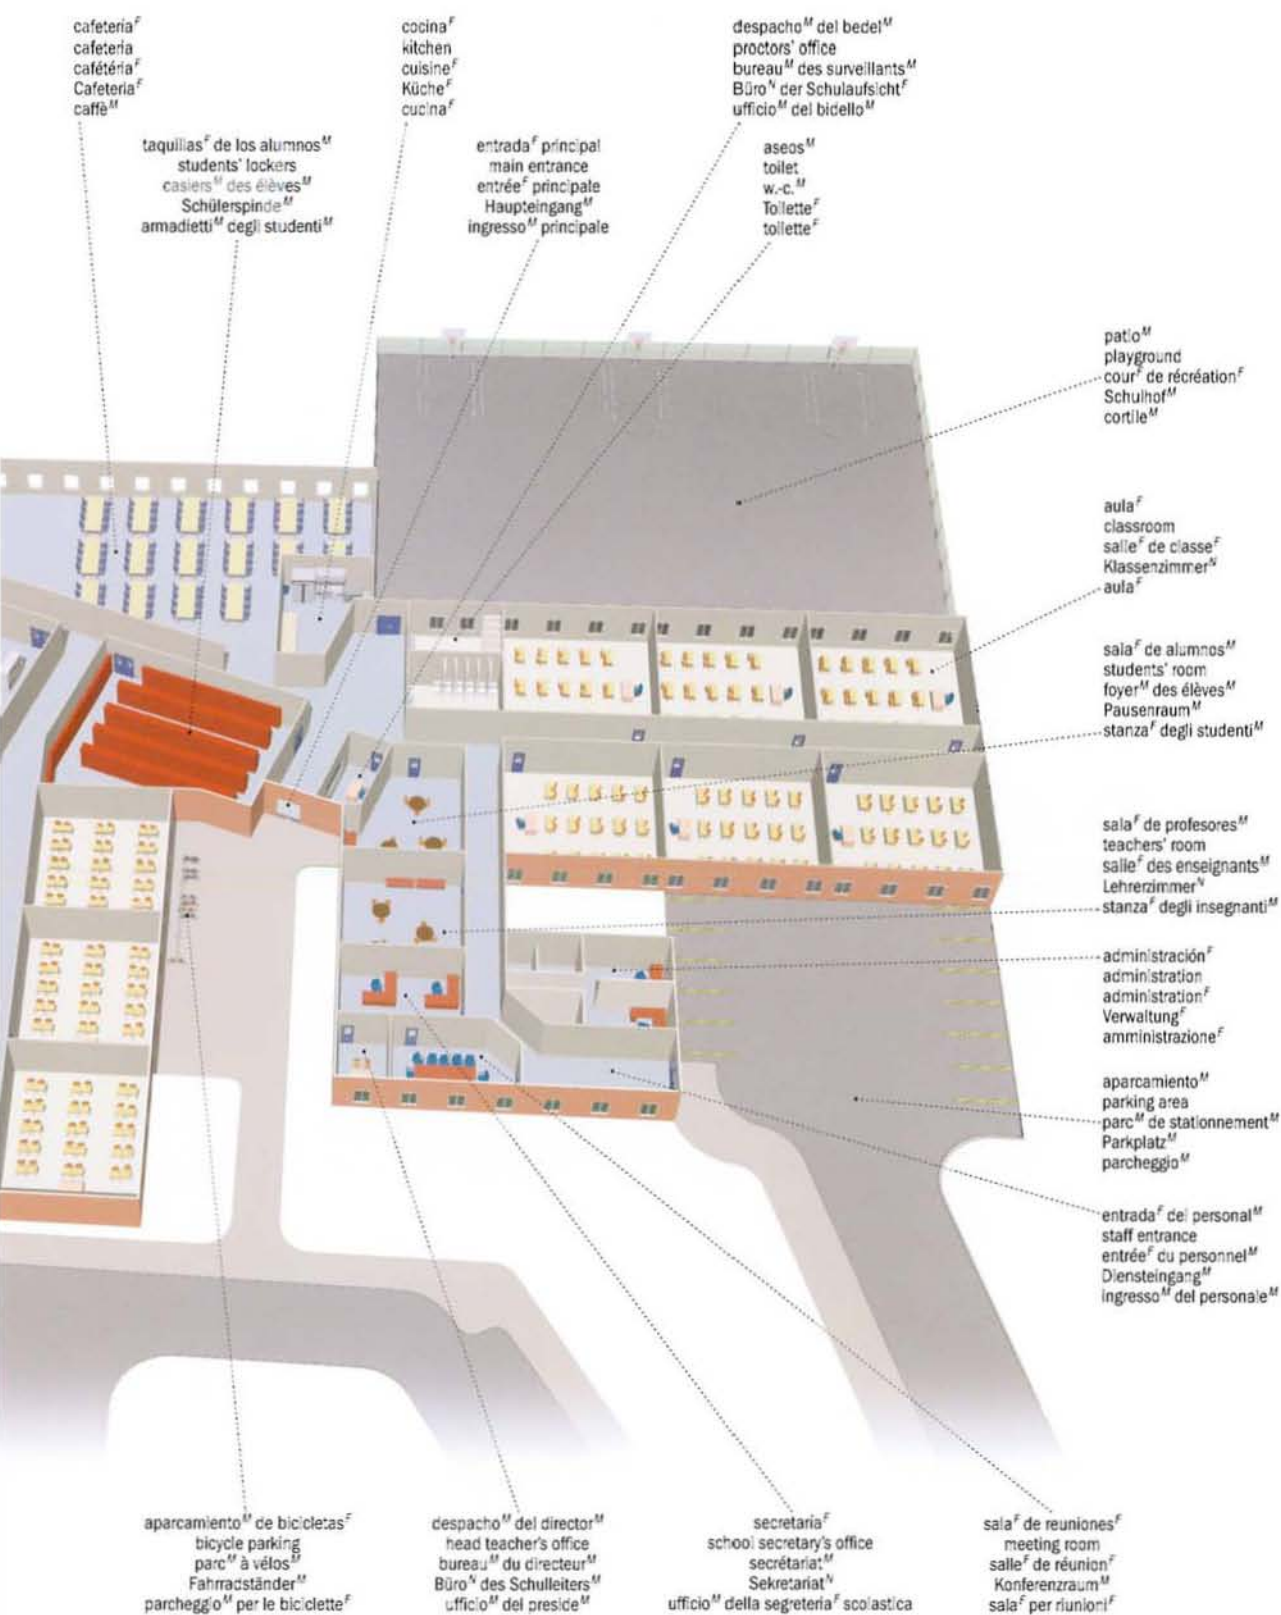 cafetería^F
cafeteria
cafétéria^F
Cafeteria^F
caffè^M
cocina^F
kitchen
cuisine^F
Küche^F
cucina^F
despacho^M del bedel^M
proctors' office
bureau^M des surveillants^M
Büro^N der Schulaufsicht^F
ufficio^M del bidello^M
taquillas^F de los alumnos^M
students' lockers
casiers^M des élèves^M
Schülerspinde^M
armadietti^M degli studenti^M
entrada^F principal
main entrance
entrée^F principale
Haupteingang^M
ingresso^M principale
aseos^M
toilet
w.-c.^M
Toilette^F
toilette^F
patio^M
playground
cour^F de récréation^F
Schulhof^M
cortile^M
aula^F
classroom
salle^F de classe^F
Klassenzimmer^N
aula^F
sala^F de alumnos^M
students' room
foyer^M des élèves^M
Pausenraum^M
stanza^F degli studenti^M
sala^F de profesores^M
teachers' room
salle^F des enseignants^M
Lehrerzimmer^N
stanza^F degli insegnanti^M
administración^F
administration
administration^F
Verwaltung^F
amministrazione^F
aparcamiento^M
parking area
parc^M de stationnement^M
Parkplatz^M
parcheggio^M
entrada^F del personal^M
staff entrance
entrée^F du personnel^M
Diensteingang^M
ingresso^M del personale^M
aparcamiento^M de bicicletas^F
bicycle parking
parc^M à vélos^M
Fahrradständer^M
parcheggio^M per le biciclette^F
despacho^M del director^M
head teacher's office
bureau^M du directeur^M
Büro^N des Schulleiters^M
ufficio^M del preside^M
secretaría^F
school secretary's office
secrétariat^M
Sekretariat^N
ufficio^M della segreteria^F scolastica
sala^F de reuniones^F
meeting room
salle^F de réunion^F
Konferenzraum^M
sala^F per riunioni^F